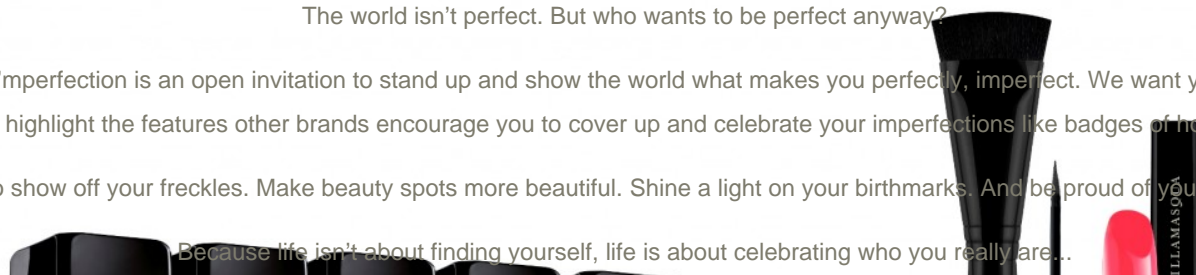 The world isn’t perfect. But who wants to be perfect anyway?
’mperfection is an open invitation to stand up and show the world what makes you perfectly, imperfect. We want
highlight the features other brands encourage you to cover up and celebrate your imperfections like badges of
show off your freckles. Make beauty spots more beautiful. Shine a light on your birthmarks. And be proud of
Because life isn’t about finding yourself, life is about celebrating who you really are...
ILLAMASQUA